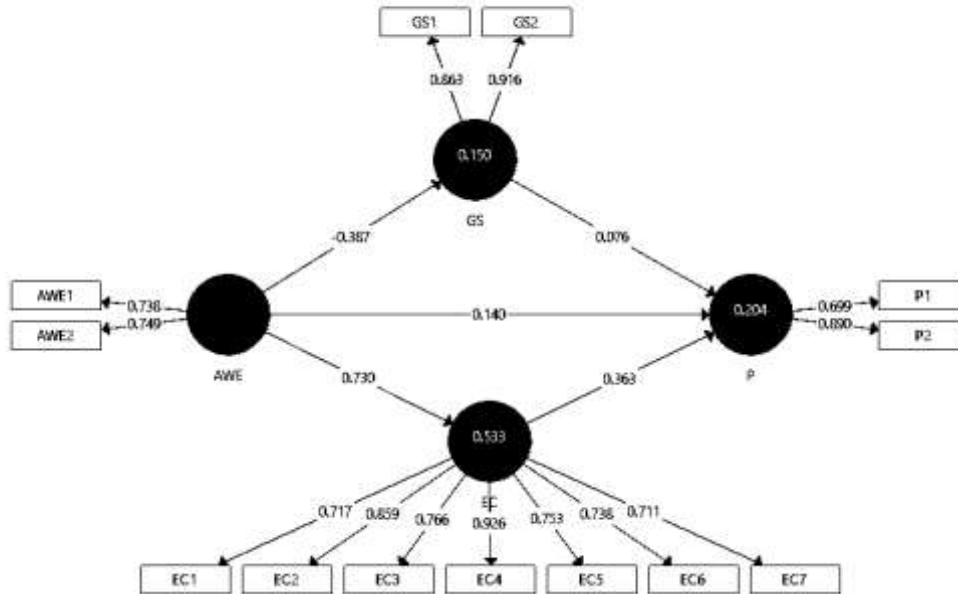 GS1 GS2
0.863 0.916
0.150
GS
-0.387 0.076
AWE1 0.738
AWE2 0.749
0.140
0.204
0.699 P1
0.890 P2
AWE
P
0.730 0.363
0.533
EC
0.717 0.859 0.766 0.926 0.753 0.738 0.711
EC1 EC2 EC3 EC4 EC5 EC6 EC7